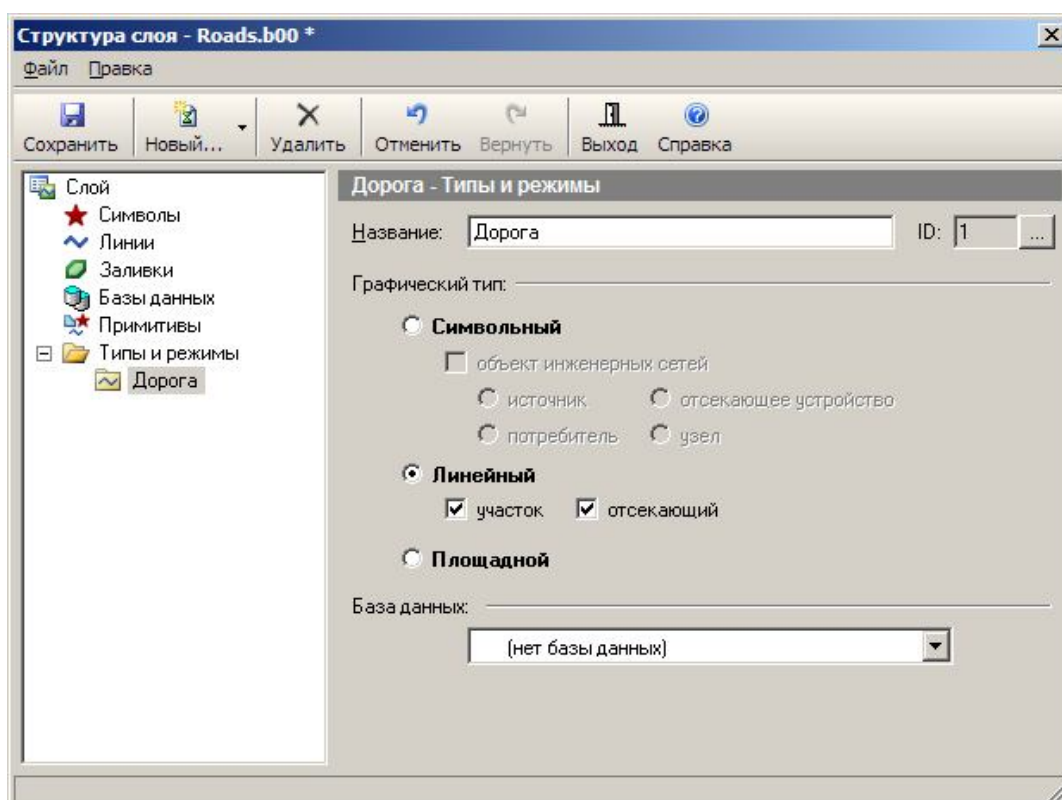 Структура слоя - Roads.b00 *
Файл Правка
Сохранить Новый... Удалить Отменить Вернуть Выход Справка
Слой
Символы
Линии
Заливки
Базы данных
Примитивы
Типы и режимы
Дорога
Дорога - Типы и режимы
Название: Дорога ID: 1 ...
Графический тип:
Символьный
объект инженерных сетей
источник отсекающее устройство
потребитель узел
Линейный
участок отсекающий
Площадной
База данных:
(нет базы данных)